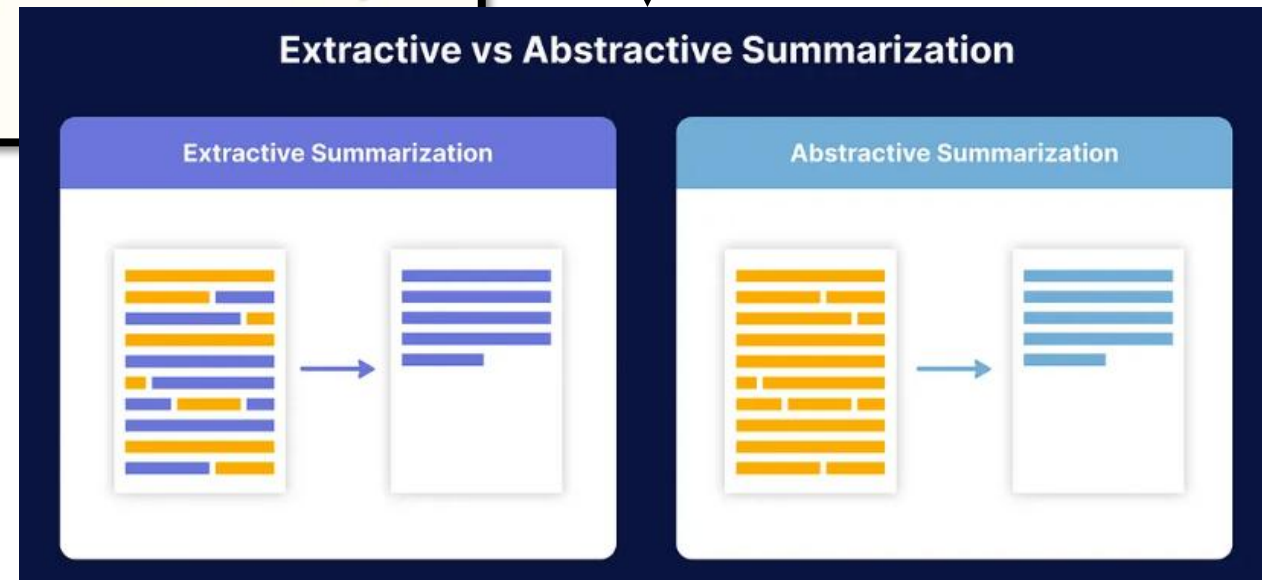 Extractive vs Abstractive Summarization
Extractive Summarization
Abstractive Summarization